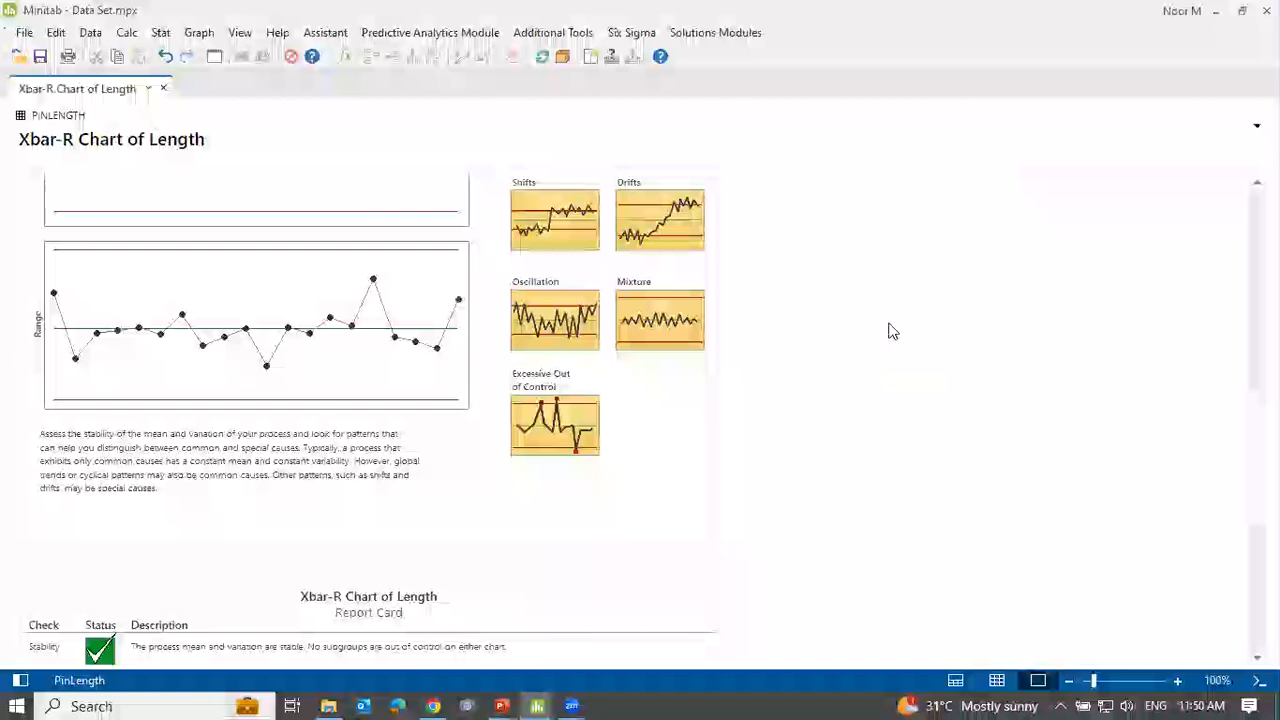 Minitab - Data Set.mpx
Noor M
File Edit Data Calc Stat Graph View Help Assistant Predictive Analytics Module Additional Tools Six Sigma Solutions Modules
Xbar-R Chart of Length
PINLENGTH
Xbar-R Chart of Length
Shifts
Drifts
Oscillation
Mixture
Range
Excessive Out
of Control
Assess the stability of the mean and variation of your process and look for patterns that
can help you distinguish between common and special causes. Typically, a process that
exhibits only common causes has a constant mean and constant variability. However, global
trends or cyclical patterns may also be common causes. Other patterns, such as shifts and
drifts, may be special causes.
Xbar-R Chart of Length
Report Card
Check Status Description
Stability The process mean and variation are stable. No subgroups are out of control on either chart.
PinLength
100%
Search
zm
31°C Mostly sunny
ENG
11:50 AM